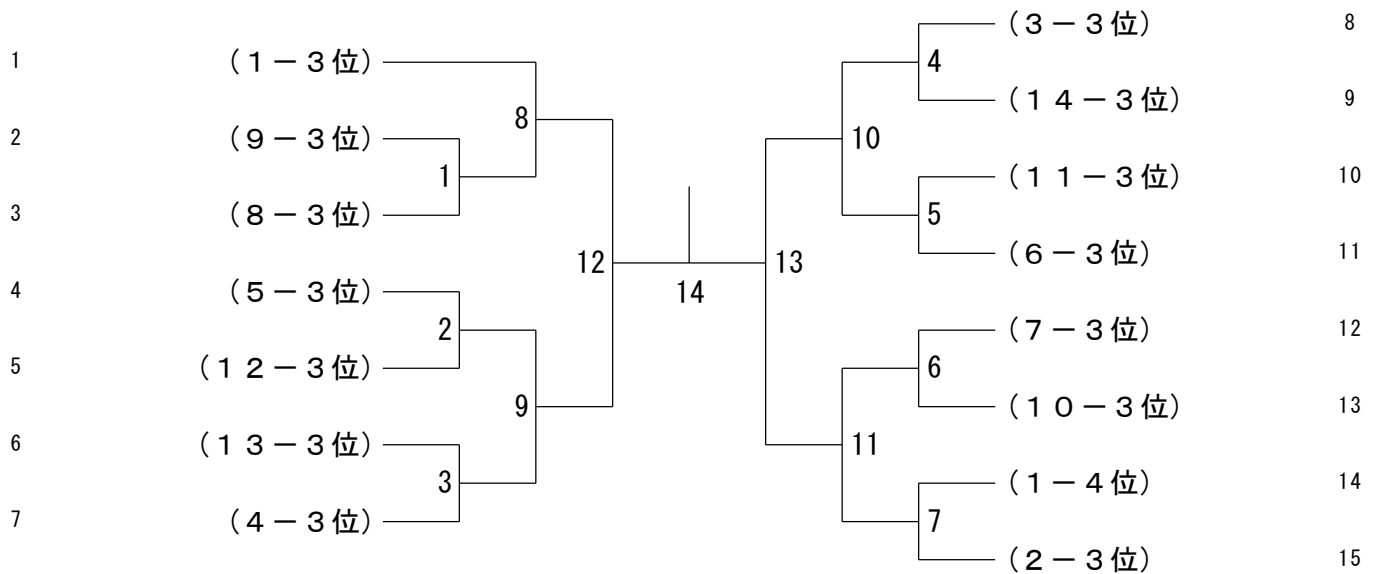 1 （１－３位）
2 （９－３位）
3 （８－３位）
4 （５－３位）
5 （１２－３位）
6 （１３－３位）
7 （４－３位）
1
2
3
8
9
12
14
13
10
11
4
5
6
7
（３－３位） 8
（１４－３位） 9
（１１－３位） 10
（６－３位） 11
（７－３位） 12
（１０－３位） 13
（１－４位） 14
（２－３位） 15